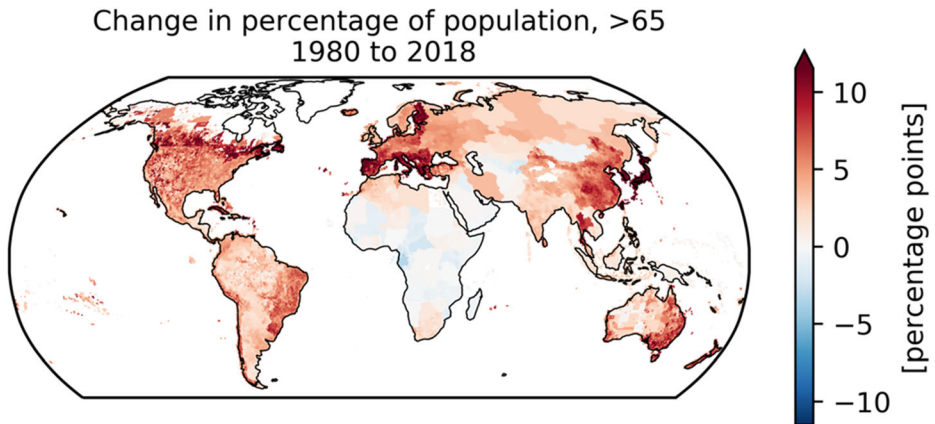 Change in percentage of population, >65
1980 to 2018
10
5
0
−5
−10
[percentage points]